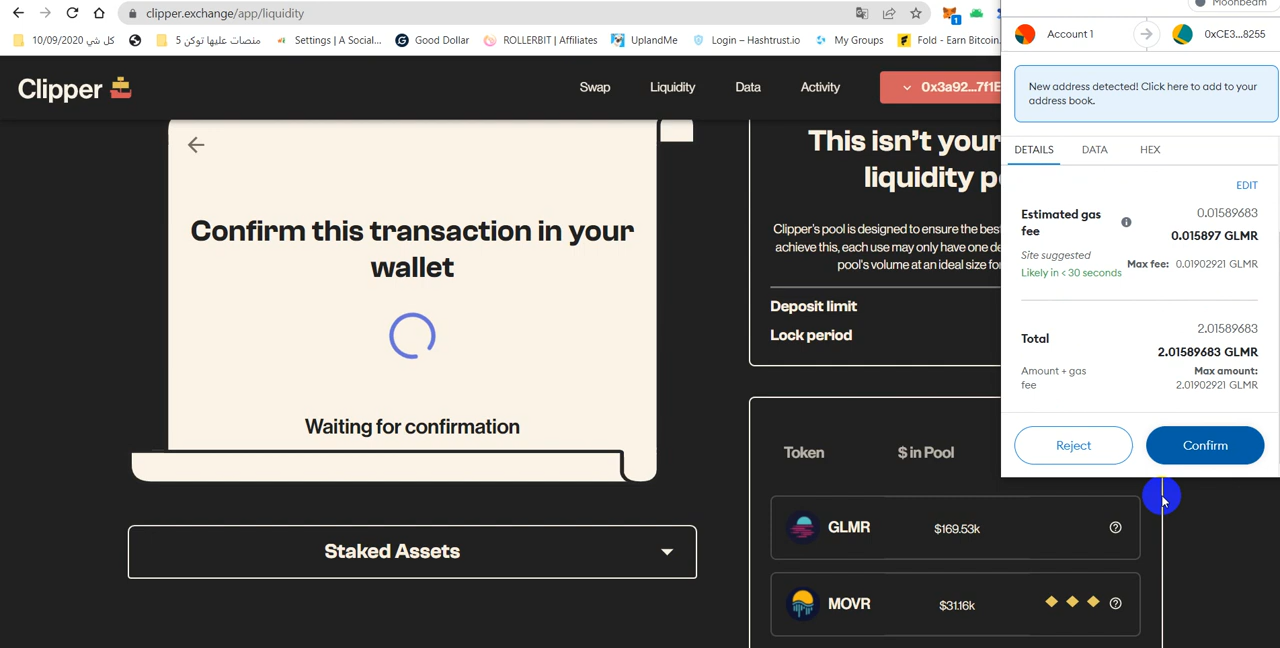 clipper.exchange/app/liquidity
كل شي 10/09/2020
منصات عليها توكن 5
Settings | A Social...
Good Dollar
ROLLERBIT | Affiliates
UplandMe
Login – Hashtrust.io
My Groups
Fold - Earn Bitcoin
Clipper
Swap
Liquidity
Data
Activity
0x3a92...7f1E
Confirm this transaction in your
wallet
Waiting for confirmation
Staked Assets
This isn't your
liquidity p
Clipper's pool is designed to ensure the bes
achieve this, each use may only have one de
pool's volume at an ideal size fo
Deposit limit
Lock period
Token
$ in Pool
GLMR
$169.53k
MOVR
$31.16k
Moonbeam
1
Account 1
0xCE3...8255
New address detected! Click here to add to your
address book.
DETAILS
DATA
HEX
EDIT
Estimated gas
fee
0.01589683
0.015897 GLMR
Site suggested
Likely in < 30 seconds
Max fee: 0.01902921 GLMR
Total
2.01589683
2.01589683 GLMR
Amount + gas
fee
Max amount:
2.01902921 GLMR
Reject
Confirm